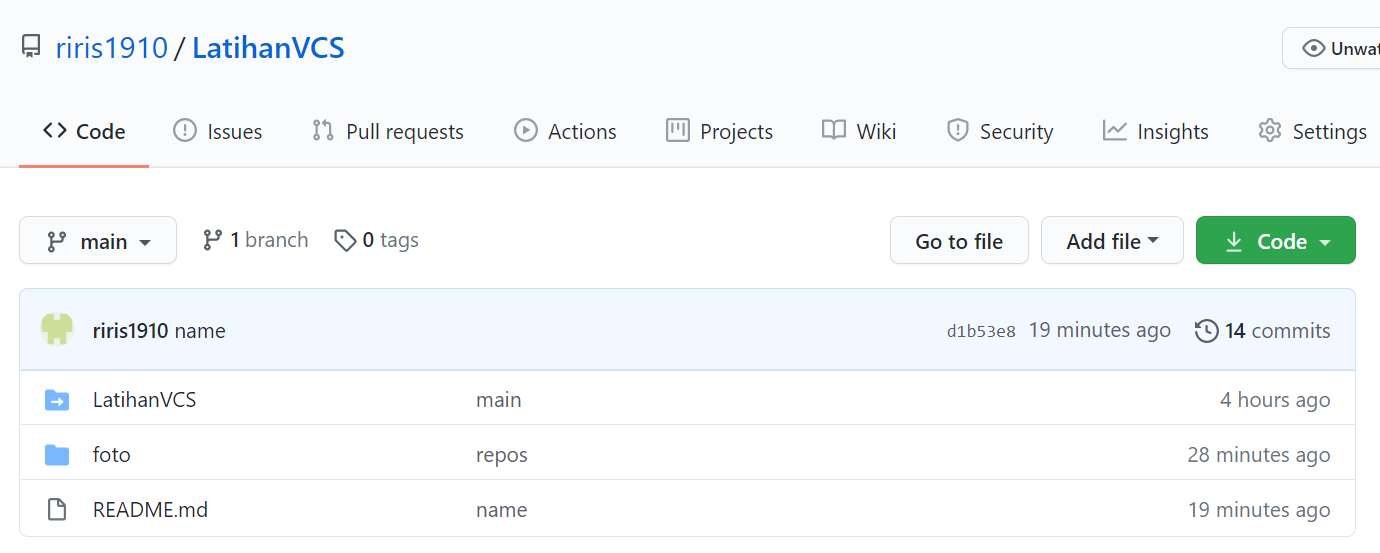 riris1910 / LatihanVCS
Unwat
Code Issues Pull requests Actions Projects Wiki Security Insights Settings
main 1 branch 0 tags Go to file Add file Code
riris1910 name d1b53e8 19 minutes ago 14 commits
LatihanVCS main 4 hours ago
foto repos 28 minutes ago
README.md name 19 minutes ago